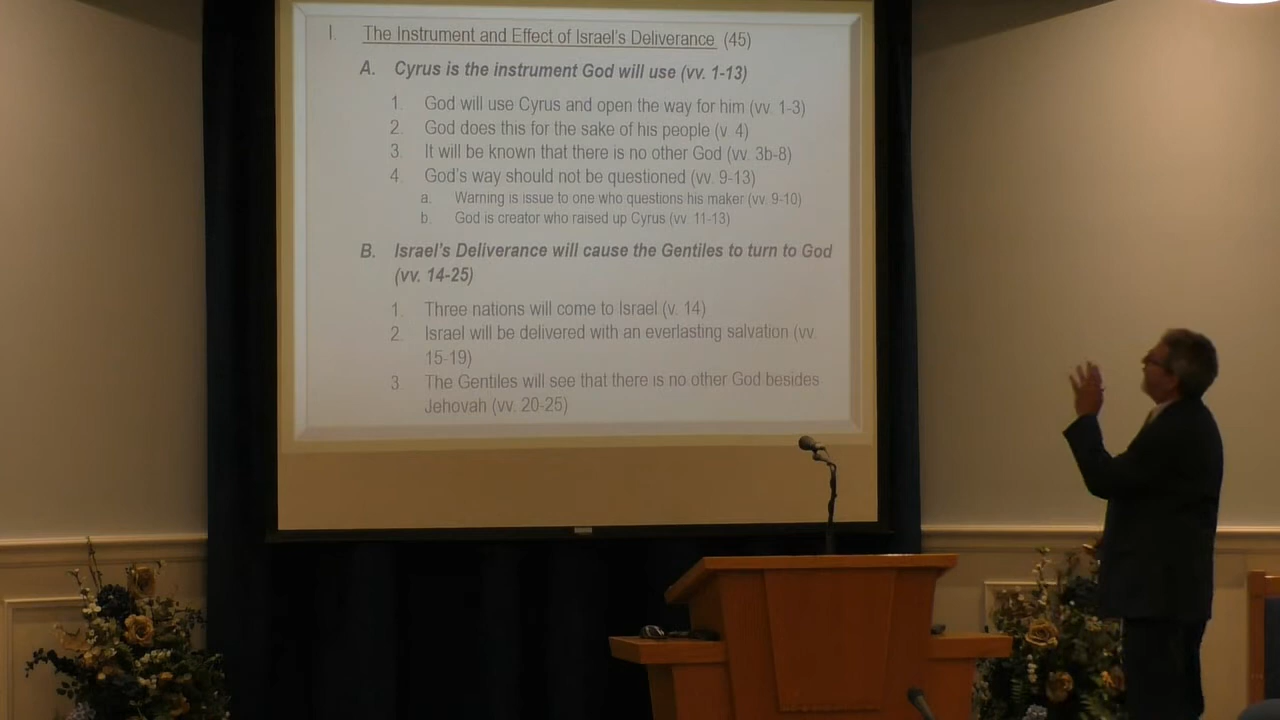 I. The Instrument and Effect of Israel's Deliverance (45)
A. Cyrus is the instrument God will use (vv. 1-13)
1. God will use Cyrus and open the way for him (vv. 1-3)
2. God does this for the sake of his people (v. 4)
3. It will be known that there is no other God (vv. 3b-8)
4. God's way should not be questioned (vv. 9-13)
a. Warning is issue to one who questions his maker (vv. 9-10)
b. God is creator who raised up Cyrus (vv. 11-13)
B. Israel's Deliverance will cause the Gentiles to turn to God
(vv. 14-25)
1. Three nations will come to Israel (v. 14)
2. Israel will be delivered with an everlasting salvation (vv.
15-19)
3. The Gentiles will see that there is no other God besides
Jehovah (vv. 20-25)